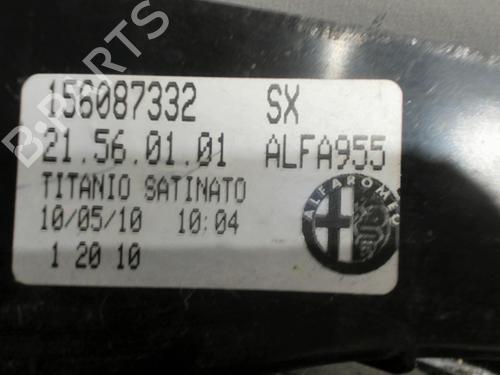 B-PARTS
156087332 SX
21.56.01.01 ALFA955
TITANIO SATINATO
10/05/10 10:04
1 20 10
ALFA ROMEO